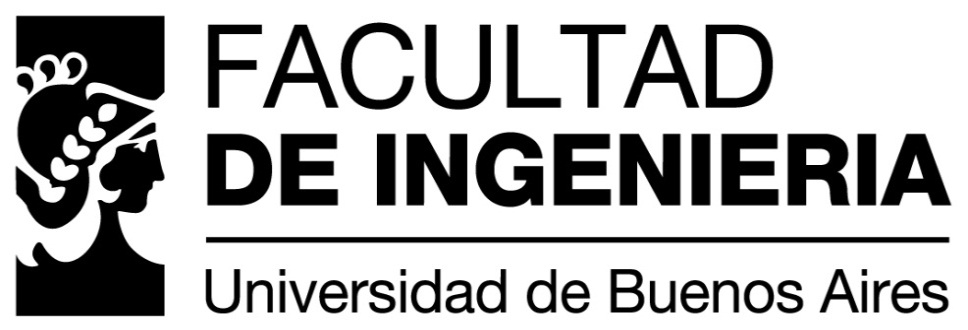 FACULTAD
DE INGENIERIA
Universidad de Buenos Aires